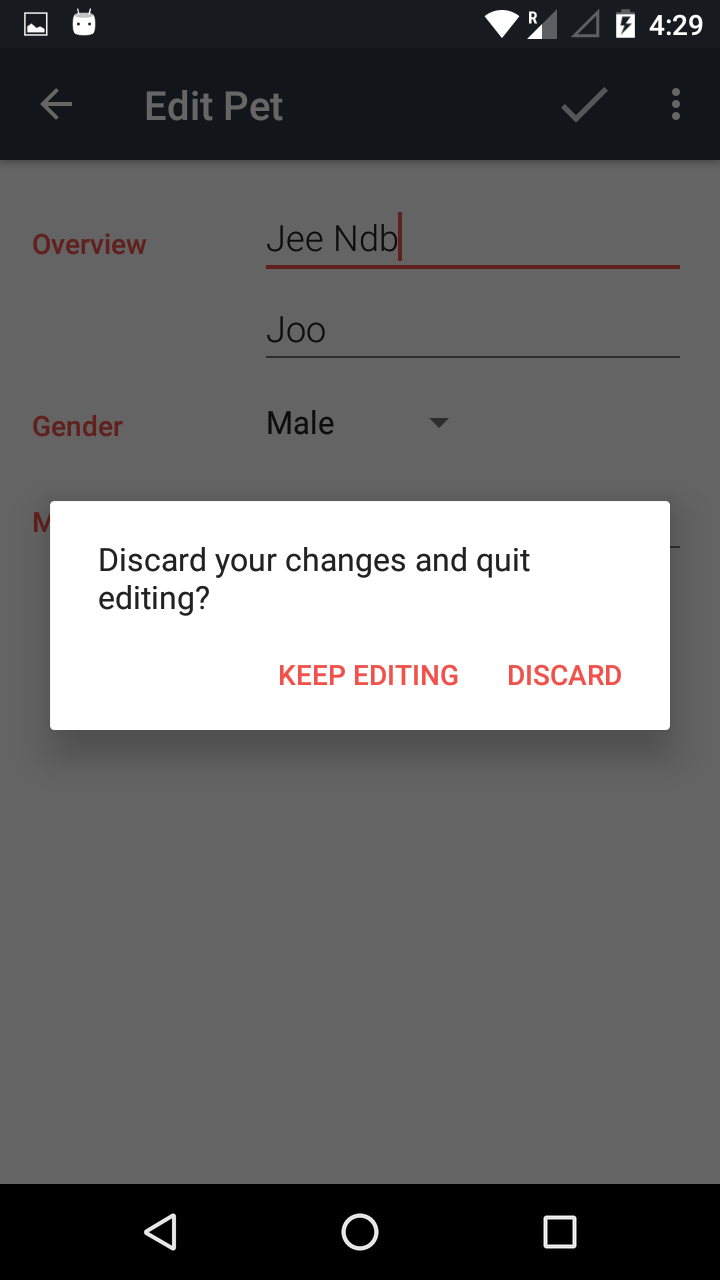 R 4:29
Edit Pet
Overview
Jee Ndb
Joo
Gender
Male
M
Discard your changes and quit
editing?
KEEP EDITING DISCARD